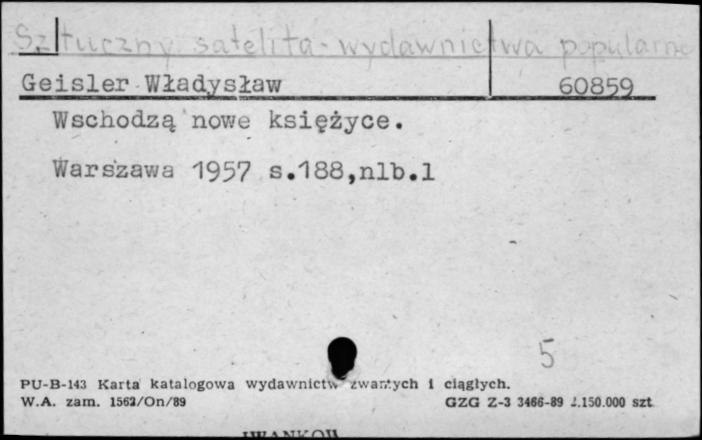 Sztuczny satelita - wydawnictwa popularne
Geisler Władysław 60859
Wschodzą nowe księżyce.
Warszawa 1957 s.188,nlb.1
5
PU-B-143 Karta katalogowa wydawnictw zwartych i ciągłych.
W.A. zam. 1562/On/89 GZG Z-3 3466-89 1.150.000 szt